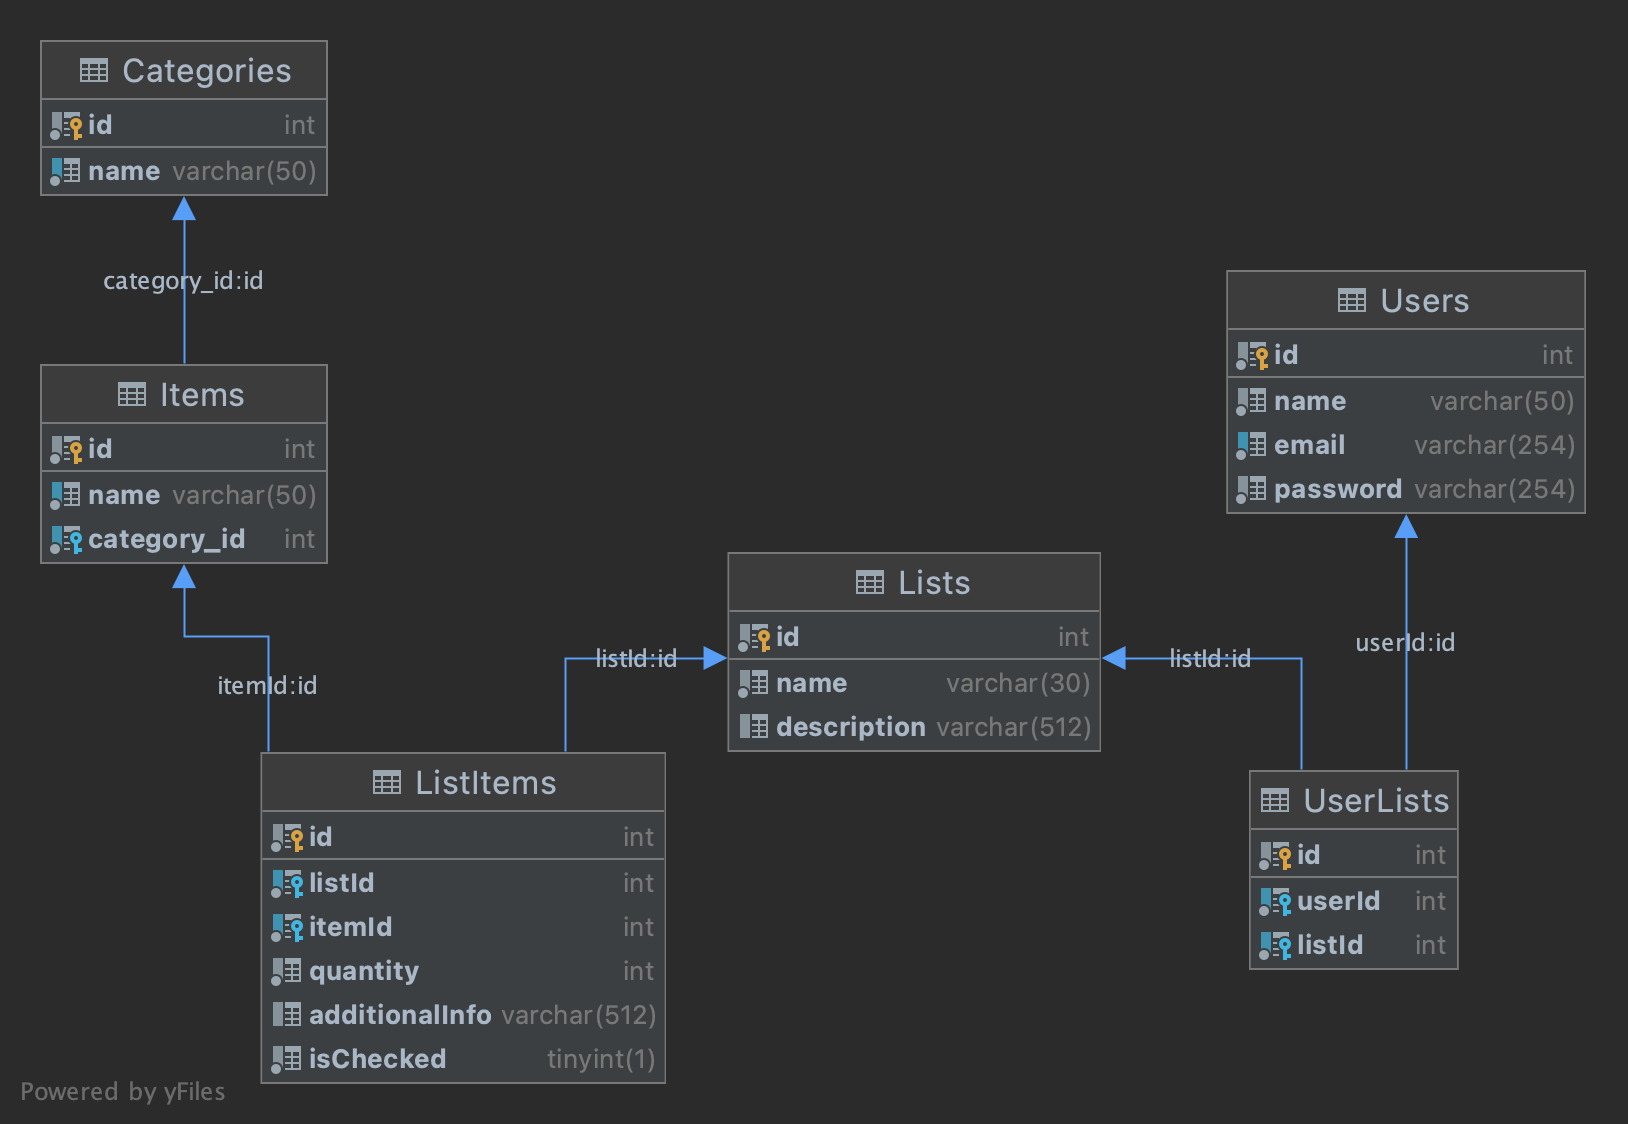 Categories
id int
name varchar(50)
category_id:id
Items
id int
name varchar(50)
category_id int
itemId:id
Users
id int
name varchar(50)
email varchar(254)
password varchar(254)
userId:id
Lists
id int
name varchar(30)
description varchar(512)
listId:id
listId:id
ListItems
id int
listId int
itemId int
quantity int
additionalInfo varchar(512)
isChecked tinyint(1)
UserLists
id int
userId int
listId int
Powered by yFiles